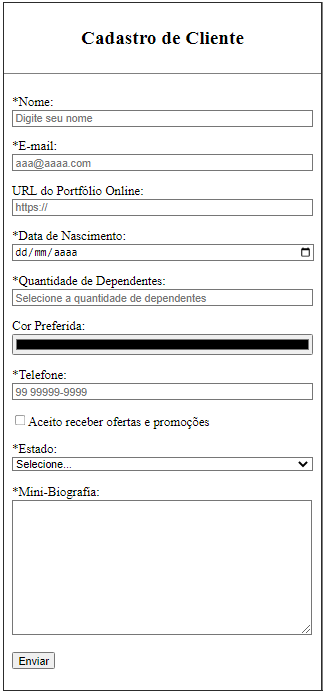 Cadastro de Cliente
*Nome:
Digite seu nome
*E-mail:
aaa@aaaa.com
URL do Portfólio Online:
https://
*Data de Nascimento:
dd/mm/aaaa
*Quantidade de Dependentes:
Selecione a quantidade de dependentes
Cor Preferida:
*Telefone:
99 99999-9999
Aceito receber ofertas e promoções
*Estado:
Selecione...
*Mini-Biografia:
Enviar